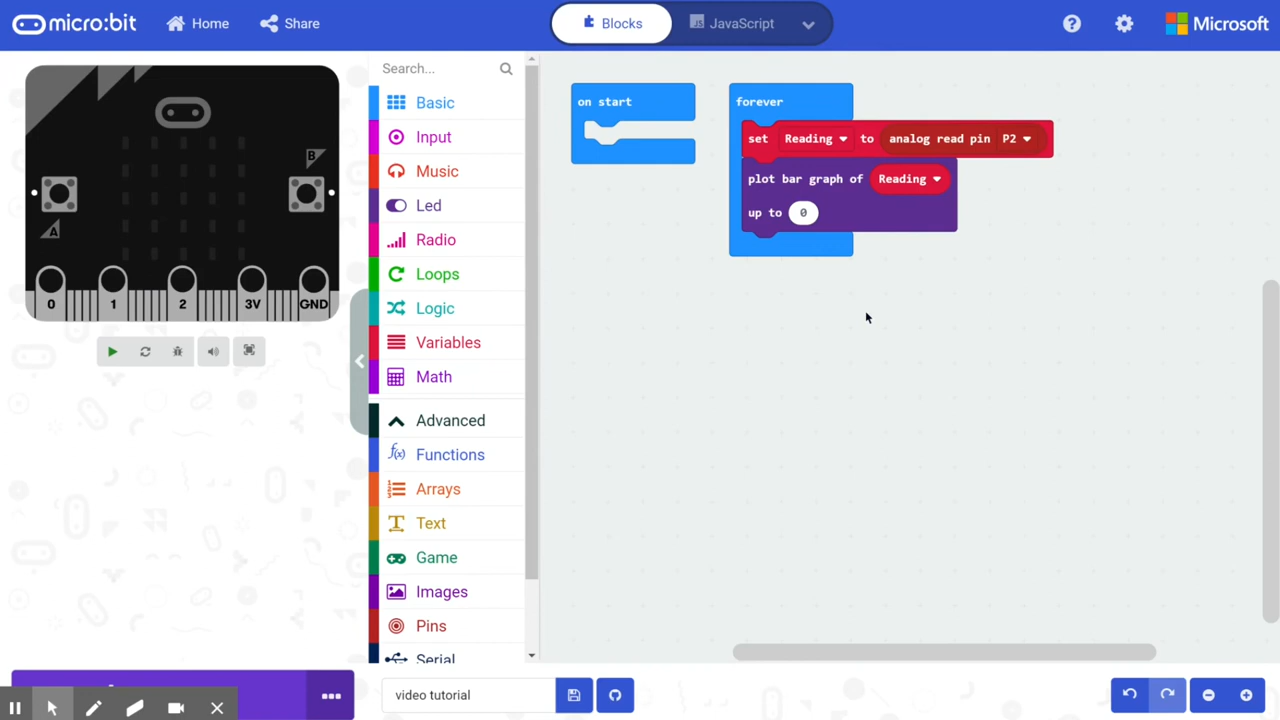 micro:bit
Home
Share
Blocks
JavaScript
Microsoft
B
A
0 1 2 3V GND
Search...
Basic
Input
Music
Led
Radio
Loops
Logic
Variables
Math
Advanced
Functions
Arrays
Text
Game
Images
Pins
Serial
on start
forever
set Reading to analog read pin P2
plot bar graph of Reading
up to 0
video tutorial